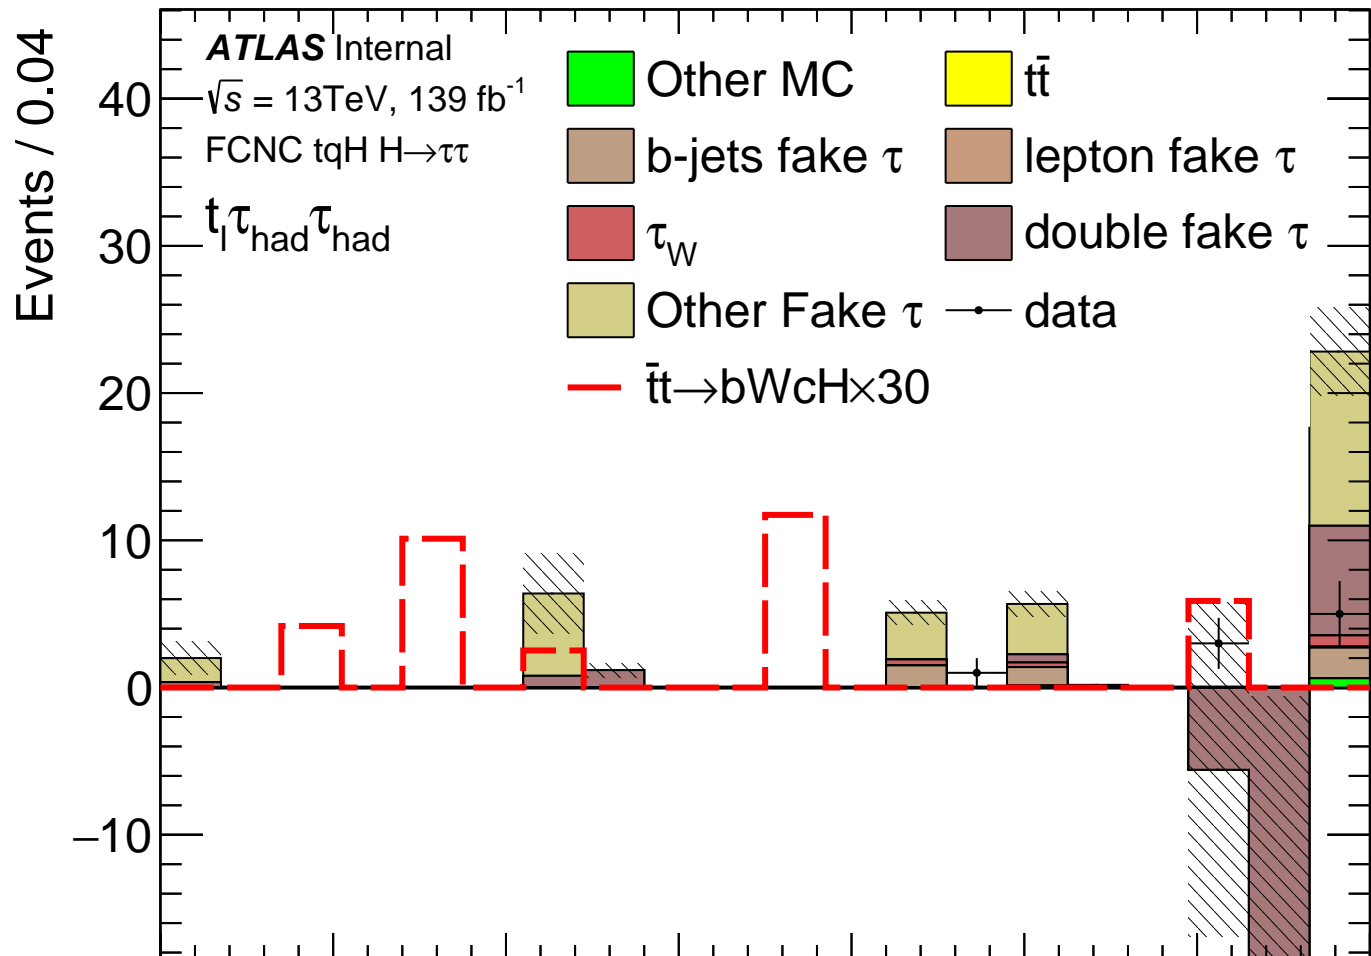 Events / 0.04
ATLAS Internal
√s = 13TeV, 139 fb⁻¹
FCNC tqH H→ττ
tₗτ_hadτ_had
Other MC
tt̄
b-jets fake τ
lepton fake τ
τ_W
double fake τ
Other Fake τ
data
t̄t→bWcH×30
40
30
20
10
0
−10